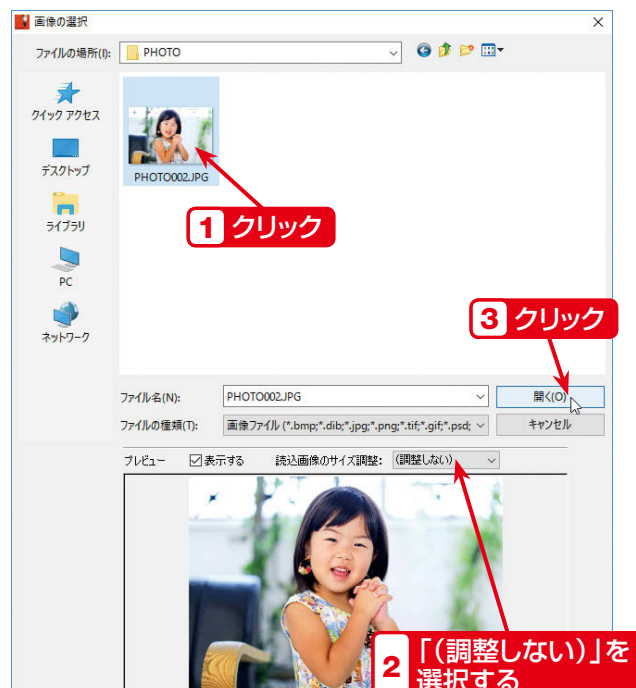 画像の選択
ファイルの場所(I): PHOTO
クイック アクセス
デスクトップ
ライブラリ
PC
ネットワーク
PHOTO002.JPG
1 クリック
3 クリック
ファイル名(N): PHOTO002.JPG 開く(O)
ファイルの種類(T): 画像ファイル (*.bmp;*.dib;*.jpg;*.png;*.tif;*.gif;*.psd; キャンセル
プレビュー 表示する 読込画像のサイズ調整: (調整しない)
2 「(調整しない)」を
選択する